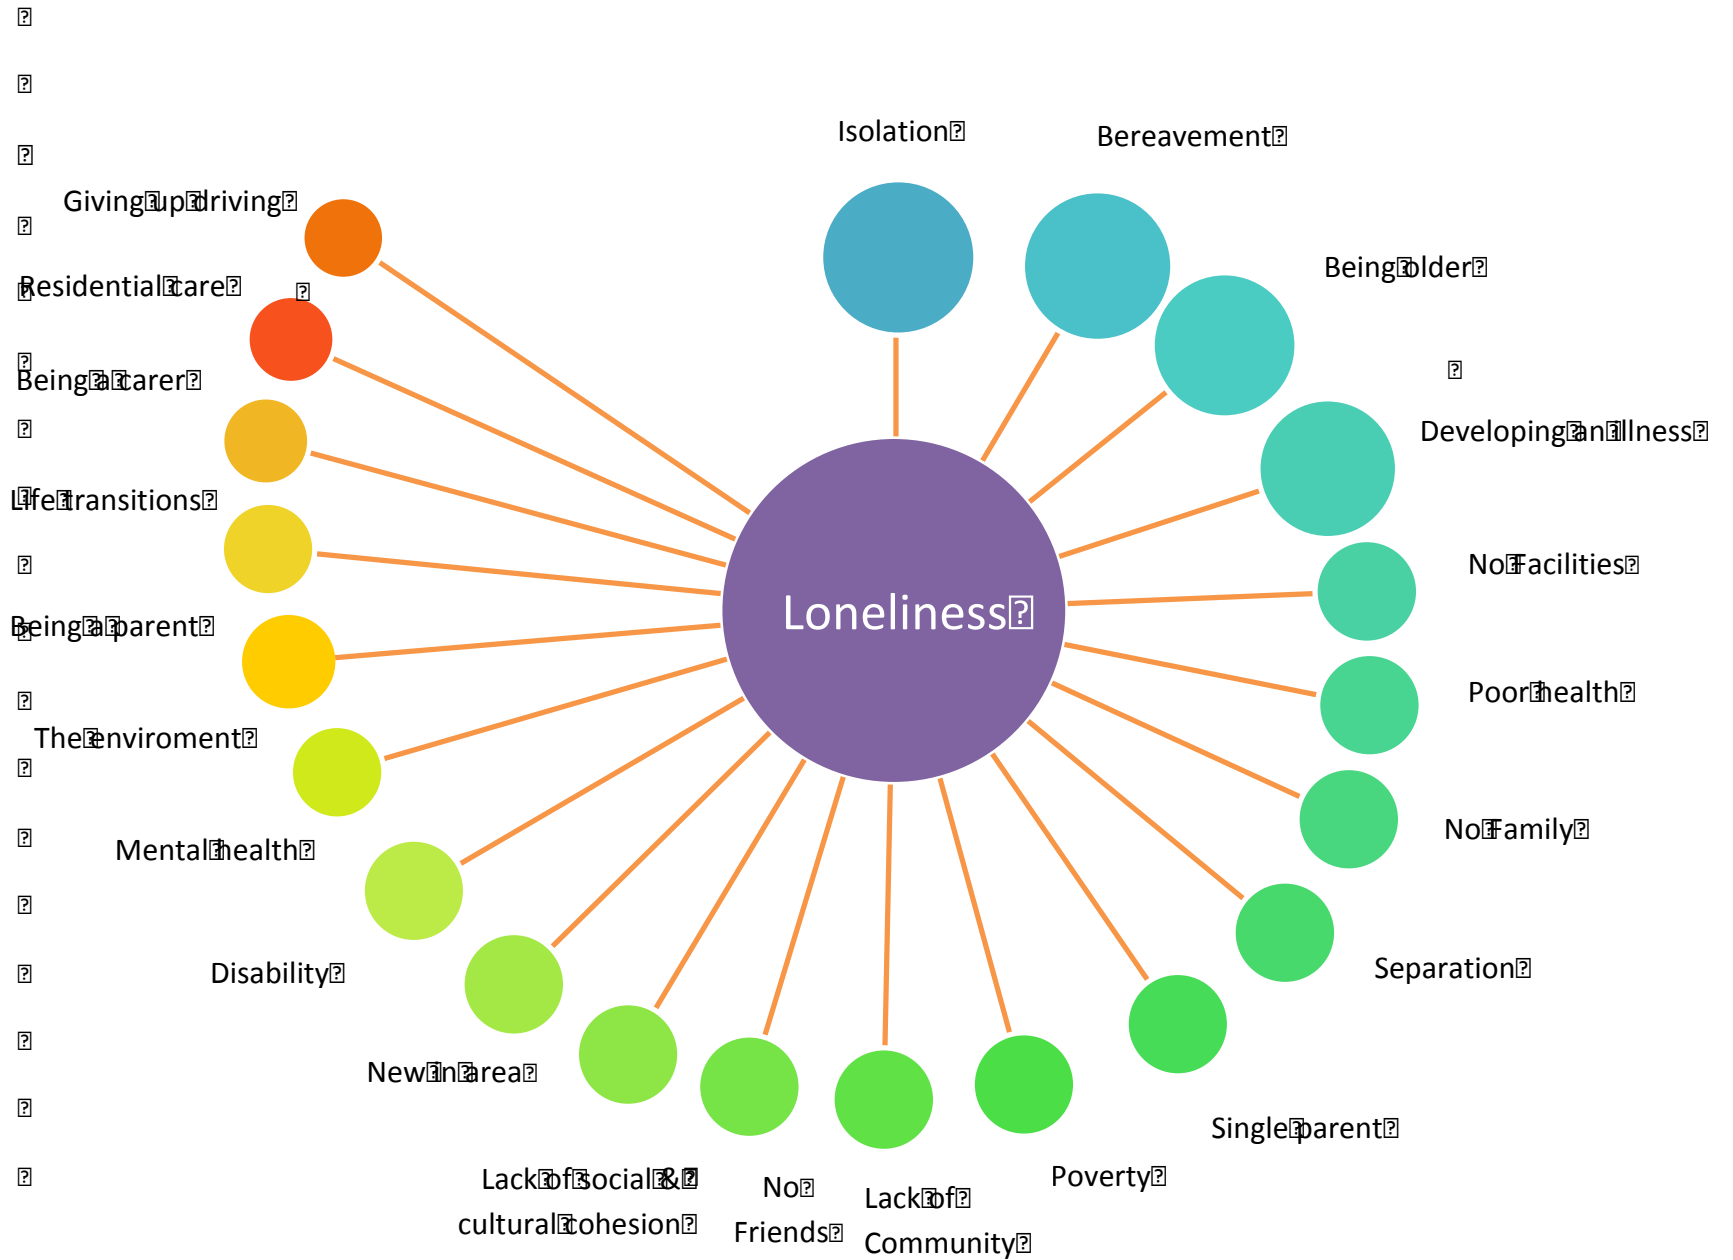 Isolation
Bereavement
Giving up driving
Being older
Residential care
Being a carer
Developing an illness
Life transitions
No Facilities
Loneliness
Being a parent
Poor health
The enviroment
No Family
Mental health
Separation
Disability
New in area
Single parent
Lack of social &
cultural cohesion
No
Friends
Lack of
Community
Poverty